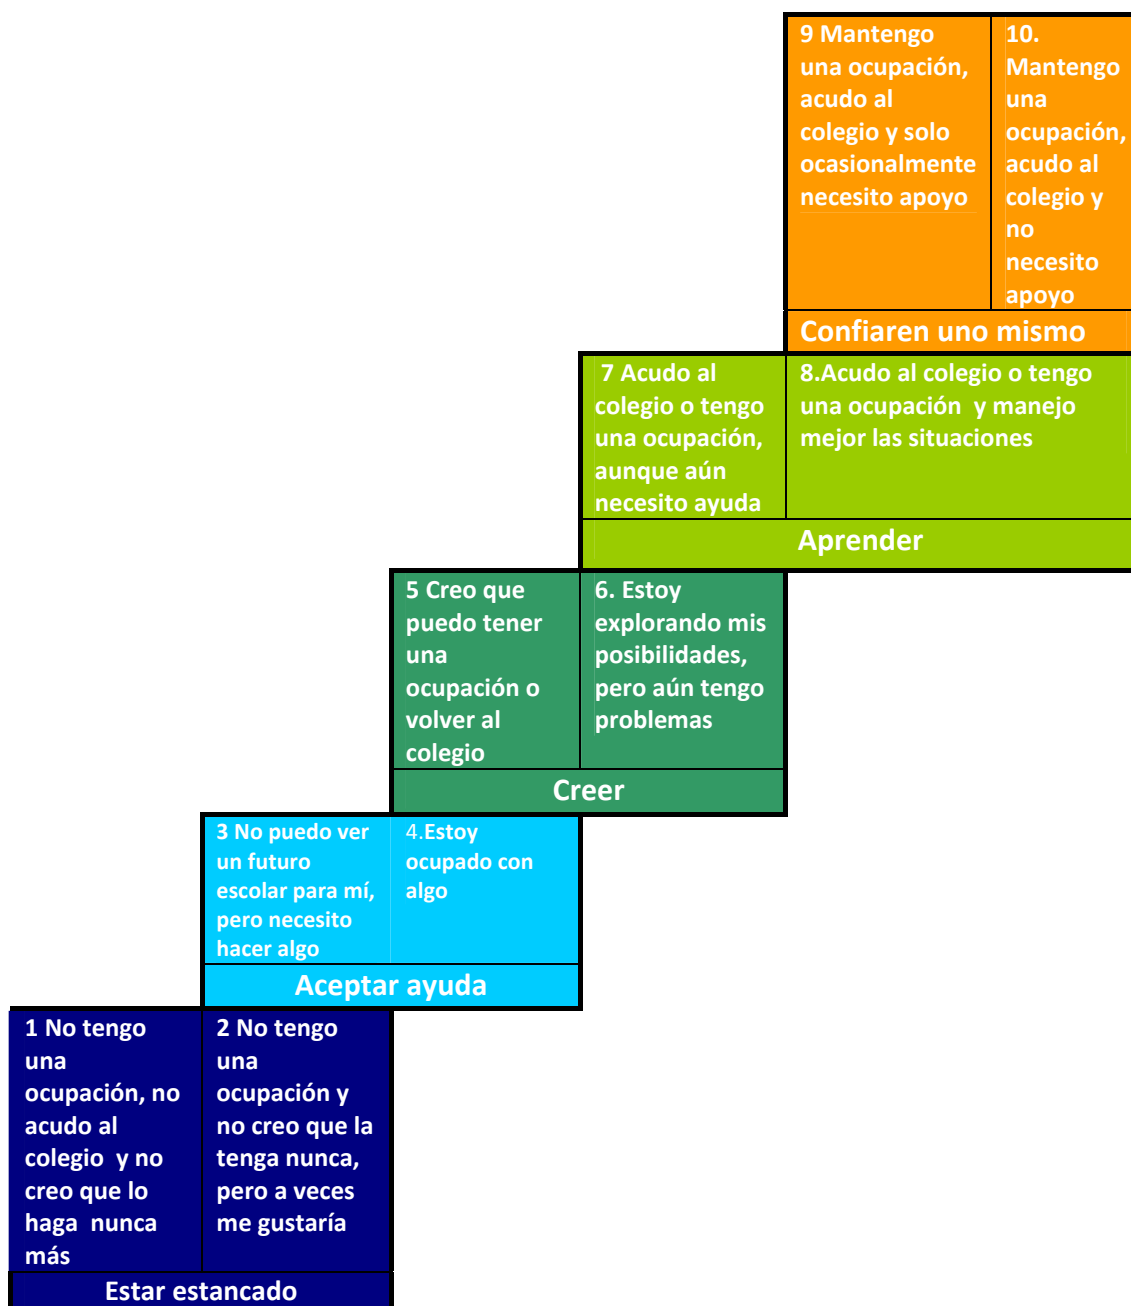 9 Mantengo
una ocupación,
acudo al
colegio y solo
ocasionalmente
necesito apoyo
10.
Mantengo
una
ocupación,
acudo al
colegio y
no
necesito
apoyo
Confiaren uno mismo
7 Acudo al
colegio o tengo
una ocupación,
aunque aún
necesito ayuda
8.Acudo al colegio o tengo
una ocupación y manejo
mejor las situaciones
Aprender
5 Creo que
puedo tener
una
ocupación o
volver al
colegio
6. Estoy
explorando mis
posibilidades,
pero aún tengo
problemas
Creer
3 No puedo ver
un futuro
escolar para mí,
pero necesito
hacer algo
4.Estoy
ocupado con
algo
Aceptar ayuda
1 No tengo
una
ocupación, no
acudo al
colegio y no
creo que lo
haga nunca
más
2 No tengo
una
ocupación y
no creo que la
tenga nunca,
pero a veces
me gustaría
Estar estancado